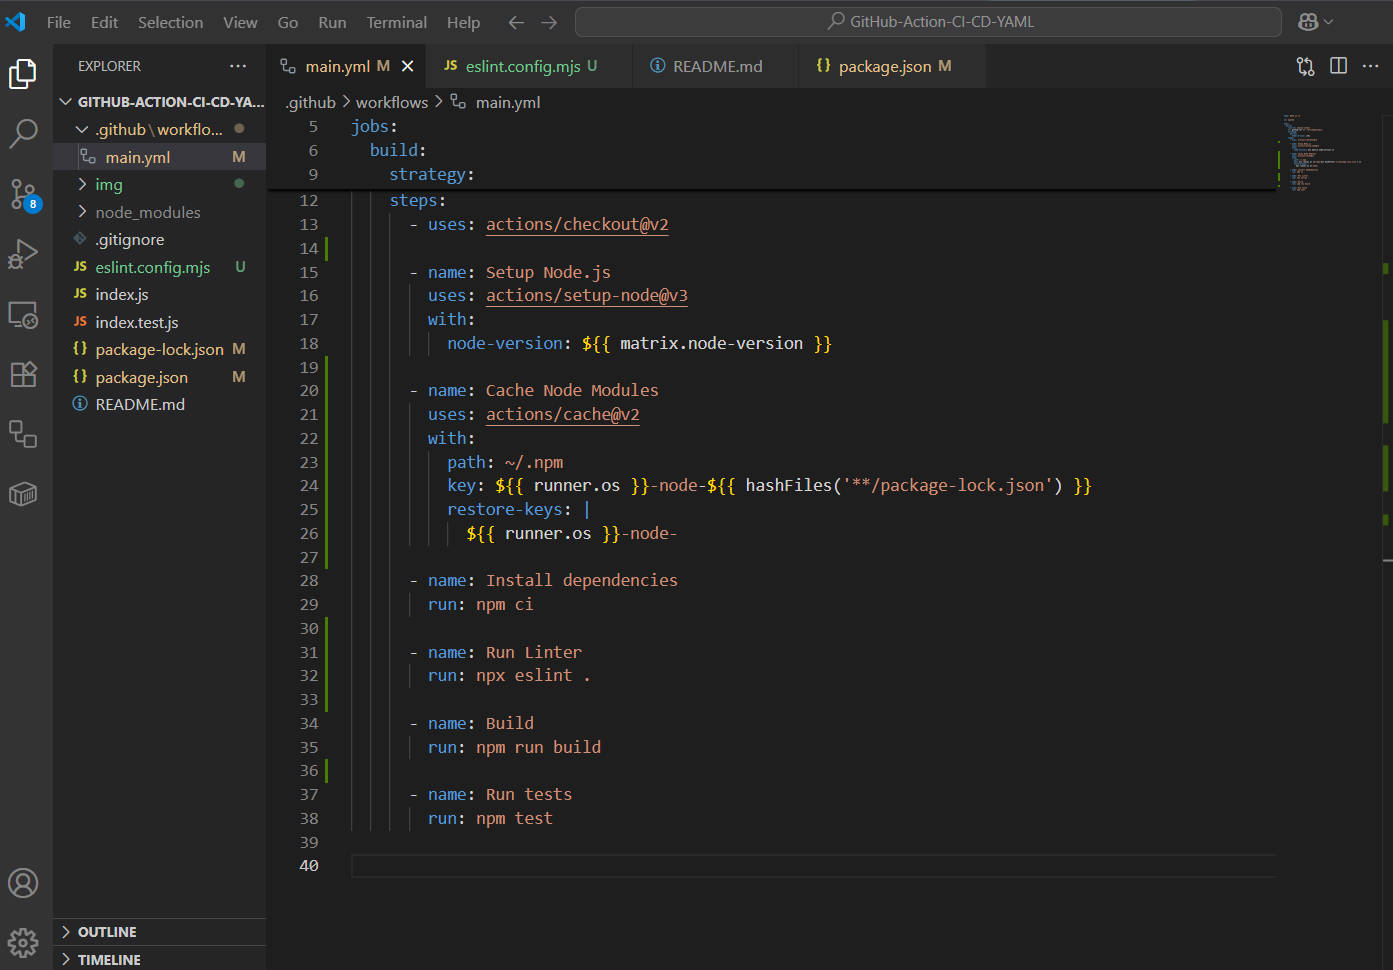 File Edit Selection View Go Run Terminal Help
GitHub-Action-CI-CD-YAML
EXPLORER
GITHUB-ACTION-CI-CD-YA...
.github\workflo...
main.yml M
img
node_modules
.gitignore
JS eslint.config.mjs U
JS index.js
JS index.test.js
{} package-lock.json M
{} package.json M
README.md
OUTLINE
TIMELINE
8
main.yml M
JS eslint.config.mjs U
README.md
{} package.json M
.github > workflows > main.yml
5 jobs:
6 build:
9 strategy:
12 steps:
13 - uses: actions/checkout@v2
14
15 - name: Setup Node.js
16 uses: actions/setup-node@v3
17 with:
18 node-version: ${{ matrix.node-version }}
19
20 - name: Cache Node Modules
21 uses: actions/cache@v2
22 with:
23 path: ~/.npm
24 key: ${{ runner.os }}-node-${{ hashFiles('**/package-lock.json') }}
25 restore-keys: |
26 ${{ runner.os }}-node-
27
28 - name: Install dependencies
29 run: npm ci
30
31 - name: Run Linter
32 run: npx eslint .
33
34 - name: Build
35 run: npm run build
36
37 - name: Run tests
38 run: npm test
39
40